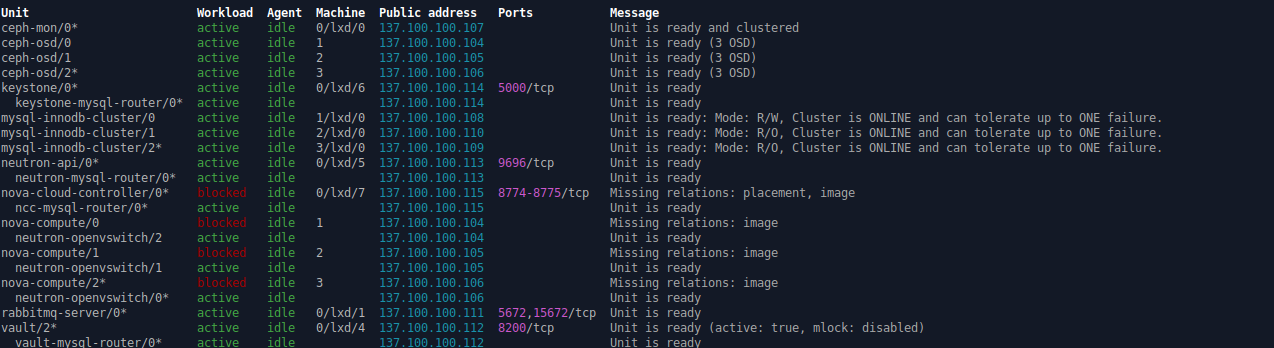 Unit Workload Agent Machine Public address Ports Message
ceph-mon/0* active idle 0/lxd/0 137.100.100.107 Unit is ready and clustered
ceph-osd/0 active idle 1 137.100.100.104 Unit is ready (3 OSD)
ceph-osd/1 active idle 2 137.100.100.105 Unit is ready (3 OSD)
ceph-osd/2* active idle 3 137.100.100.106 Unit is ready (3 OSD)
keystone/0* active idle 0/lxd/6 137.100.100.114 5000/tcp Unit is ready
keystone-mysql-router/0* active idle 137.100.100.114 Unit is ready
mysql-innodb-cluster/0 active idle 1/lxd/0 137.100.100.108 Unit is ready: Mode: R/W, Cluster is ONLINE and can tolerate up to ONE failure.
mysql-innodb-cluster/1 active idle 2/lxd/0 137.100.100.110 Unit is ready: Mode: R/O, Cluster is ONLINE and can tolerate up to ONE failure.
mysql-innodb-cluster/2* active idle 3/lxd/0 137.100.100.109 Unit is ready: Mode: R/O, Cluster is ONLINE and can tolerate up to ONE failure.
neutron-api/0* active idle 0/lxd/5 137.100.100.113 9696/tcp Unit is ready
neutron-mysql-router/0* active idle 137.100.100.113 Unit is ready
nova-cloud-controller/0* blocked idle 0/lxd/7 137.100.100.115 8774-8775/tcp Missing relations: placement, image
ncc-mysql-router/0* active idle 137.100.100.115 Unit is ready
nova-compute/0 blocked idle 1 137.100.100.104 Missing relations: image
neutron-openvswitch/2 active idle 137.100.100.104 Unit is ready
nova-compute/1 blocked idle 2 137.100.100.105 Missing relations: image
neutron-openvswitch/1 active idle 137.100.100.105 Unit is ready
nova-compute/2* blocked idle 3 137.100.100.106 Missing relations: image
neutron-openvswitch/0* active idle 137.100.100.106 Unit is ready
rabbitmq-server/0* active idle 0/lxd/1 137.100.100.111 5672,15672/tcp Unit is ready
vault/2* active idle 0/lxd/4 137.100.100.112 8200/tcp Unit is ready (active: true, mlock: disabled)
vault-mysql-router/0* active idle 137.100.100.112 Unit is ready